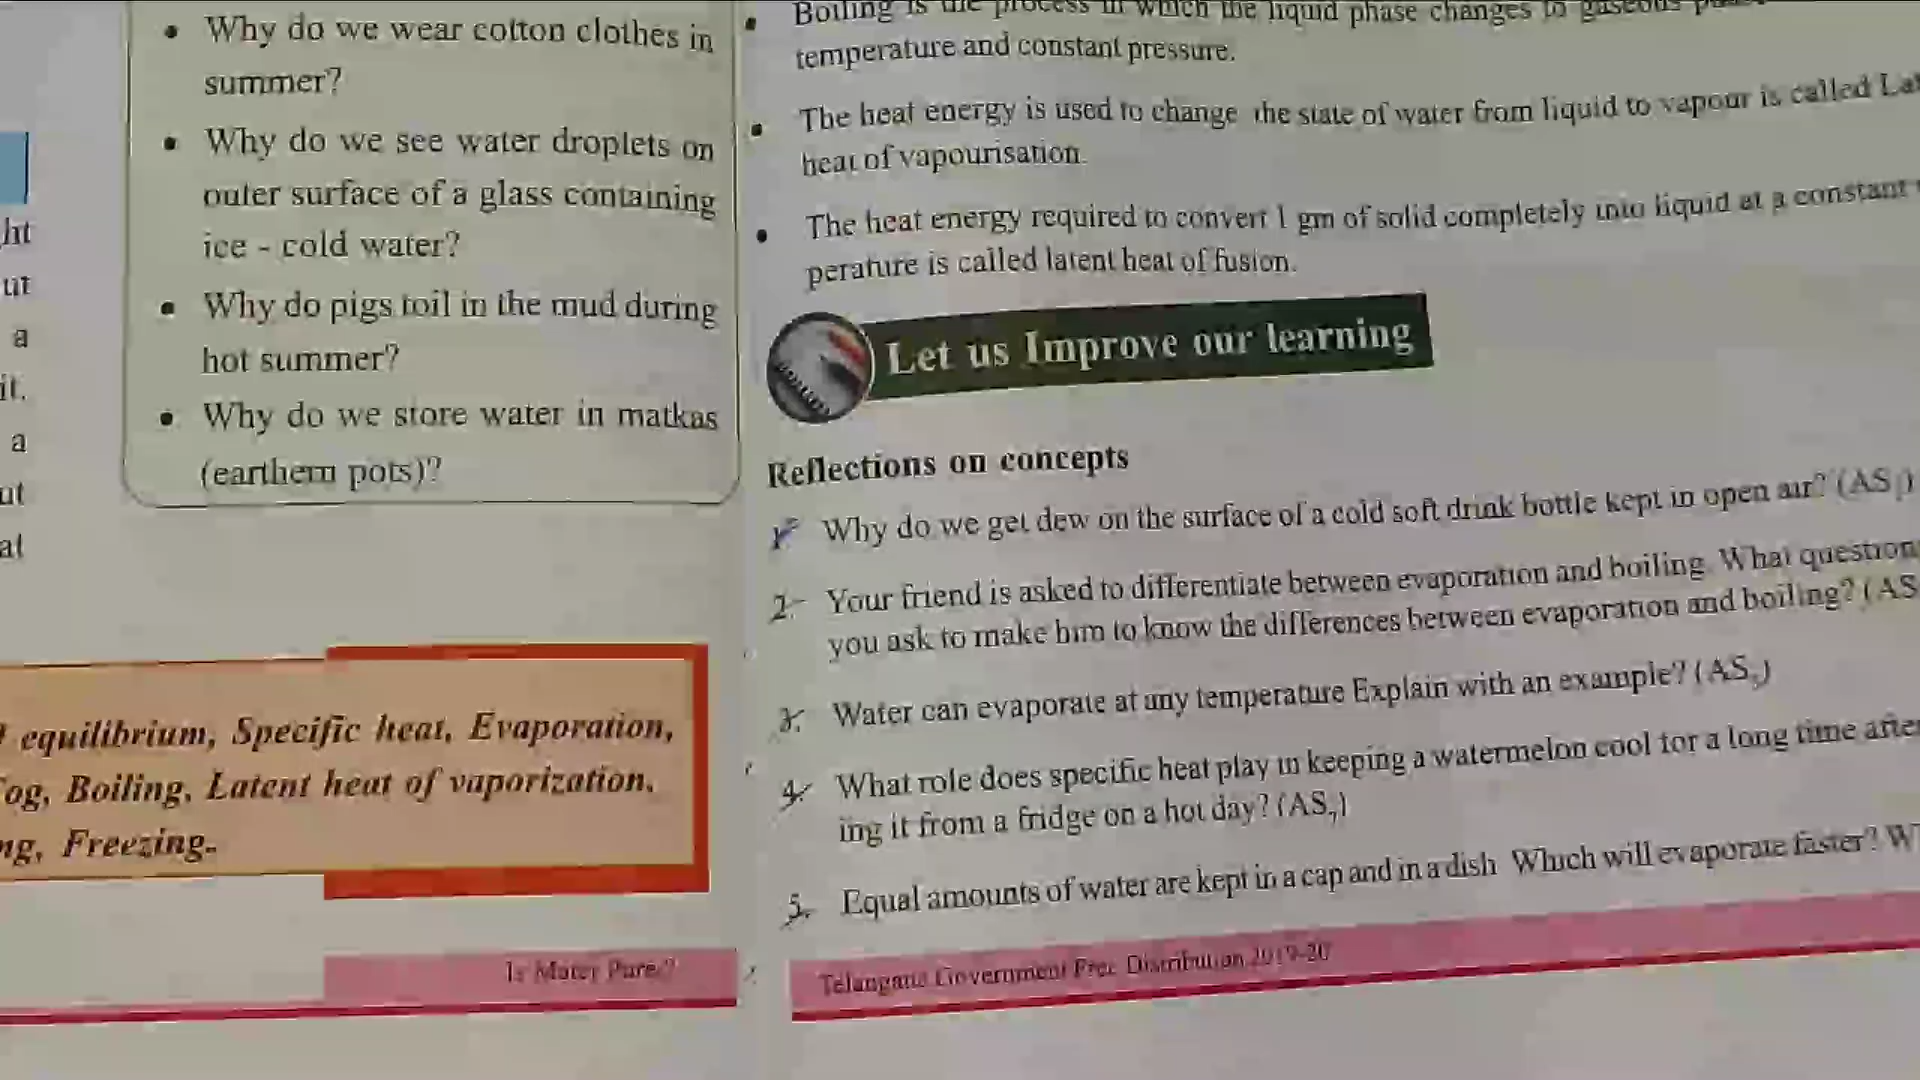 Why do we wear cotton clothes in
summer?
Why do we see water droplets on
outer surface of a glass containing
ice - cold water?
Why do pigs toil in the mud during
hot summer?
Why do we store water in matkas
(earthern pots)?
ht
ut
a
it.
a
ut
at
equilibrium, Specific heat, Evaporation,
og, Boiling, Latent heat of vaporization,
ng, Freezing.
Is Matter Pure?
Boiling is the process in which the liquid phase changes to gaseous
temperature and constant pressure.
The heat energy is used to change the state of water from liquid to vapour is called Lat
heat of vapourisation.
The heat energy required to convert 1 gm of solid completely into liquid at a constant
perature is called latent heat of fusion.
Let us Improve our learning
Reflections on concepts
1. Why do we get dew on the surface of a cold soft drink bottle kept in open air? (AS1)
2. Your friend is asked to differentiate between evaporation and boiling. What question
you ask to make him to know the differences between evaporation and boiling? (AS
3. Water can evaporate at any temperature Explain with an example? (AS
4. What role does specific heat play in keeping a watermelon cool for a long time after
ing it from a fridge on a hot day? (AS7)
5. Equal amounts of water are kept in a cap and in a dish Which will evaporate faster? W
Telangana Government Free Distribution 2019-20